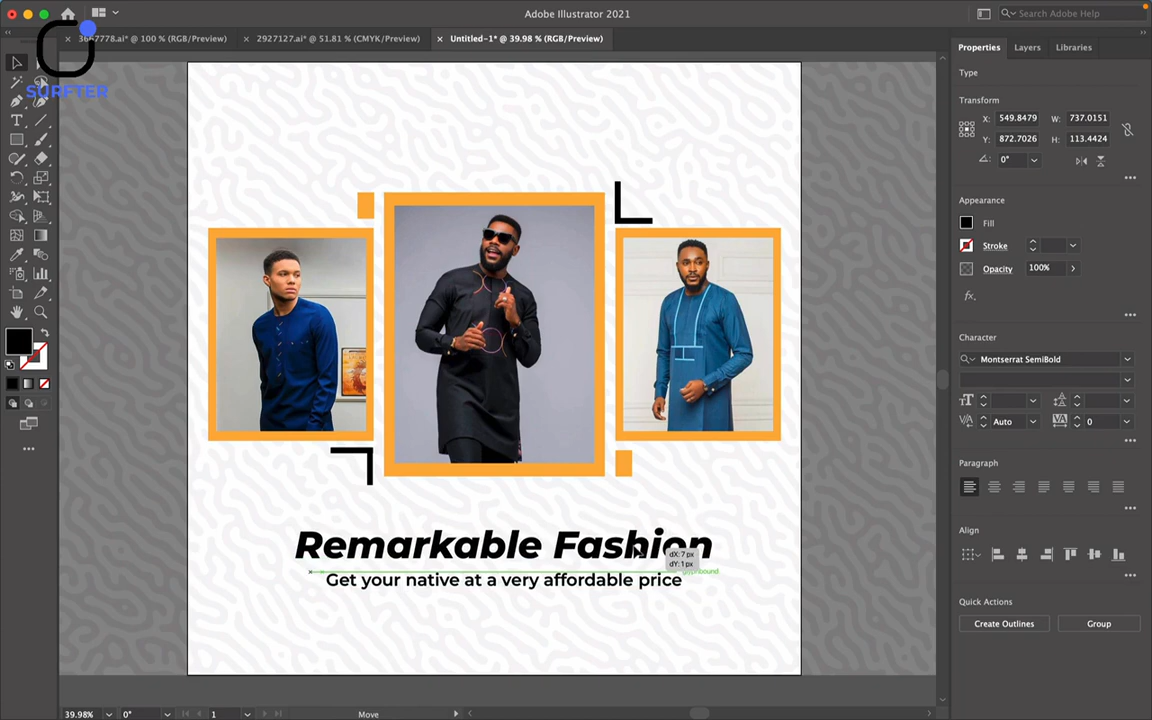 Adobe Illustrator 2021
Search Adobe Help
7778.ai* @ 100 % (RGB/Preview)
2927127.ai* @ 51.81 % (CMYK/Preview)
Untitled-1* @ 39.98 % (RGB/Preview)
SURFTER
Properties
Layers
Libraries
Type
Transform
X: 549.8479
W: 737.0151
Y: 872.7026
H: 113.4424
0°
Appearance
Fill
Stroke
Opacity
100%
fx.
Character
Montserrat SemiBold
Auto
0
Paragraph
Align
Quick Actions
Create Outlines
Group
Remarkable Fashion
dX: 7 px
dY: 1 px
Get your native at a very affordable price
39.98%
0°
1
Move